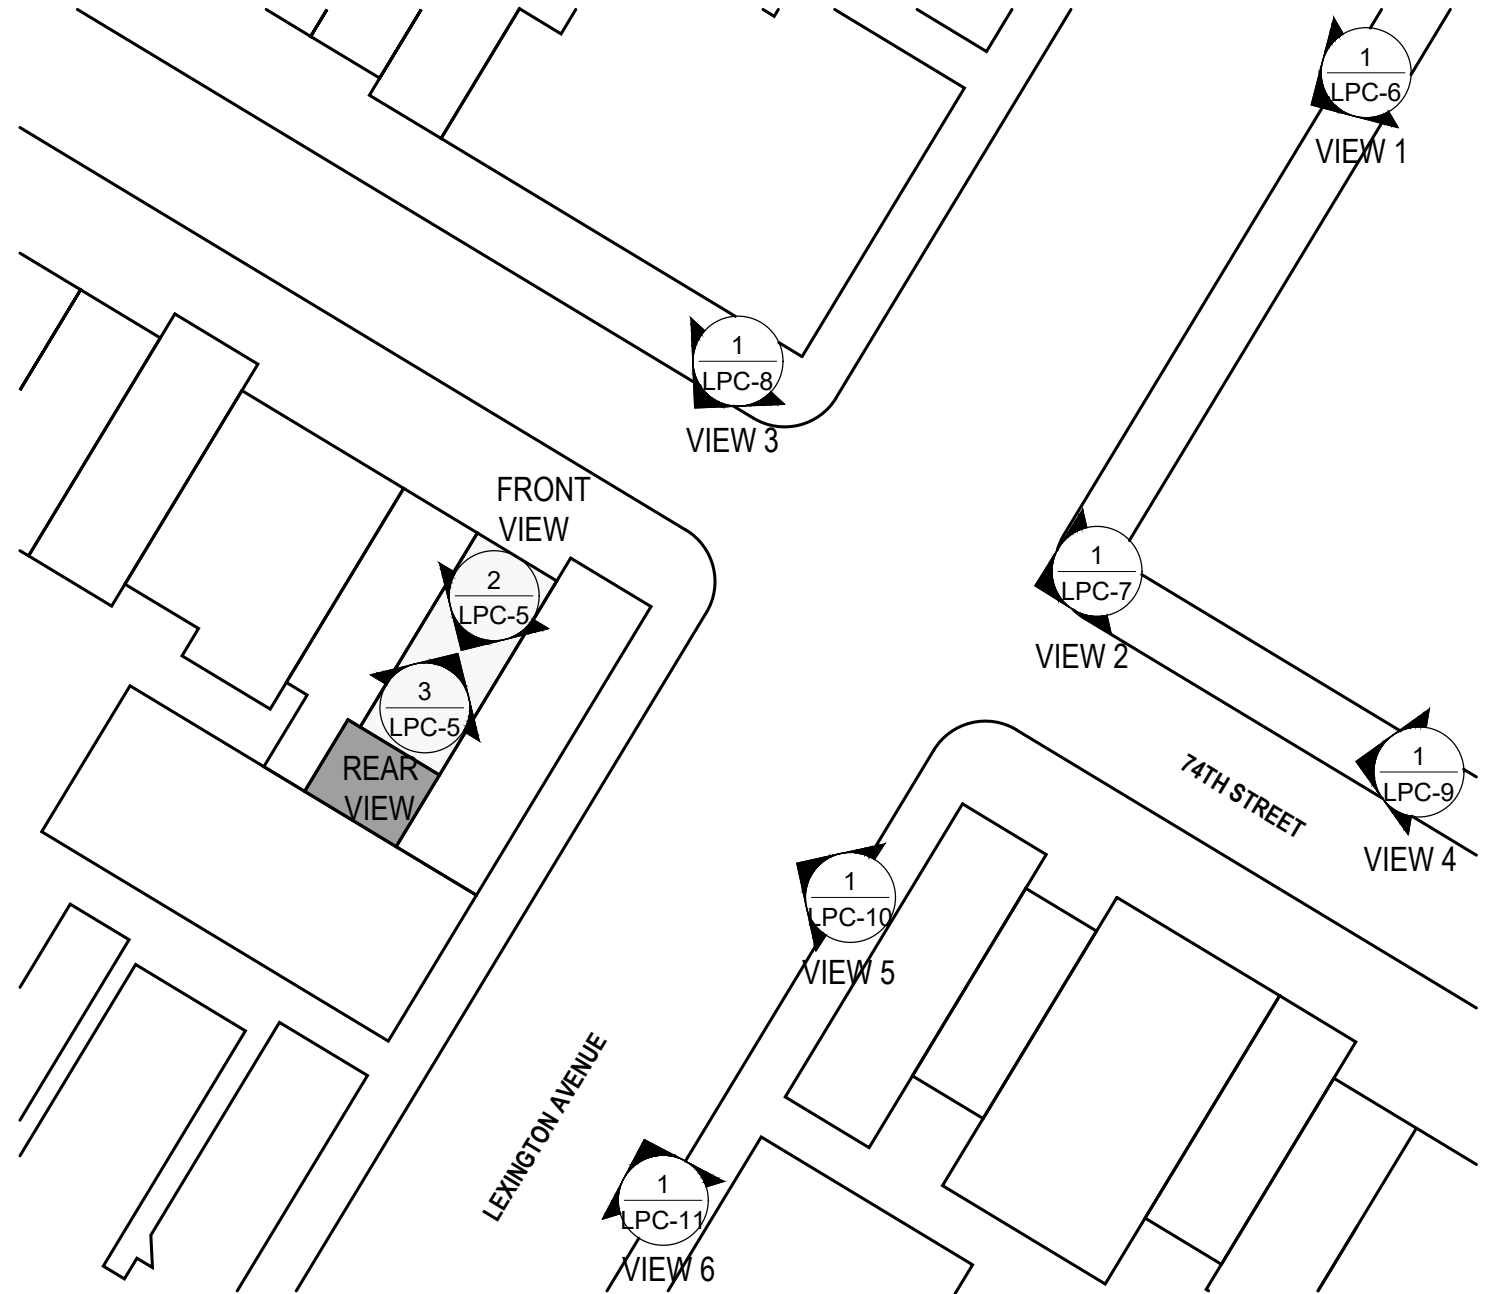 1
LPC-6
VIEW 1
1
LPC-8
VIEW 3
FRONT
VIEW
2
LPC-5
3
LPC-5
REAR
VIEW
1
LPC-7
VIEW 2
1
LPC-9
VIEW 4
74TH STREET
1
LPC-10
VIEW 5
LEXINGTON AVENUE
1
LPC-11
VIEW 6